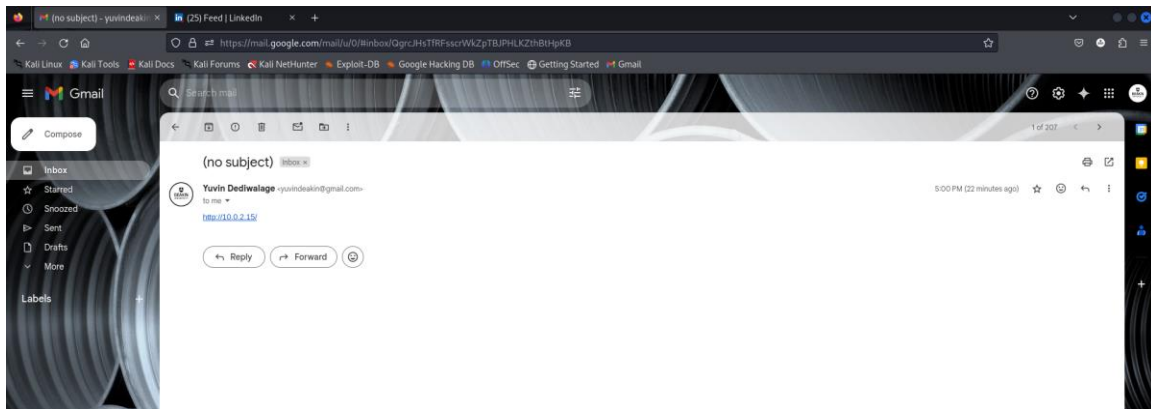 (no subject) - yuvindeakin
(25) Feed | LinkedIn
https://mail.google.com/mail/u/0/#inbox/QgrcJHsTfRFsscrWkZpTBJPHLKZthBtHpKB
Kali Linux Kali Tools Kali Docs Kali Forums Kali NetHunter Exploit-DB Google Hacking DB OffSec Getting Started Gmail
Gmail
Search mail
Compose
1 of 207
Inbox
Starred
Snoozed
Sent
Drafts
More
Labels
(no subject) Inbox
Yuvin Dediwalage <yuvindeakin@gmail.com>
5:00 PM (22 minutes ago)
to me
http://10.0.2.15/
Reply Forward